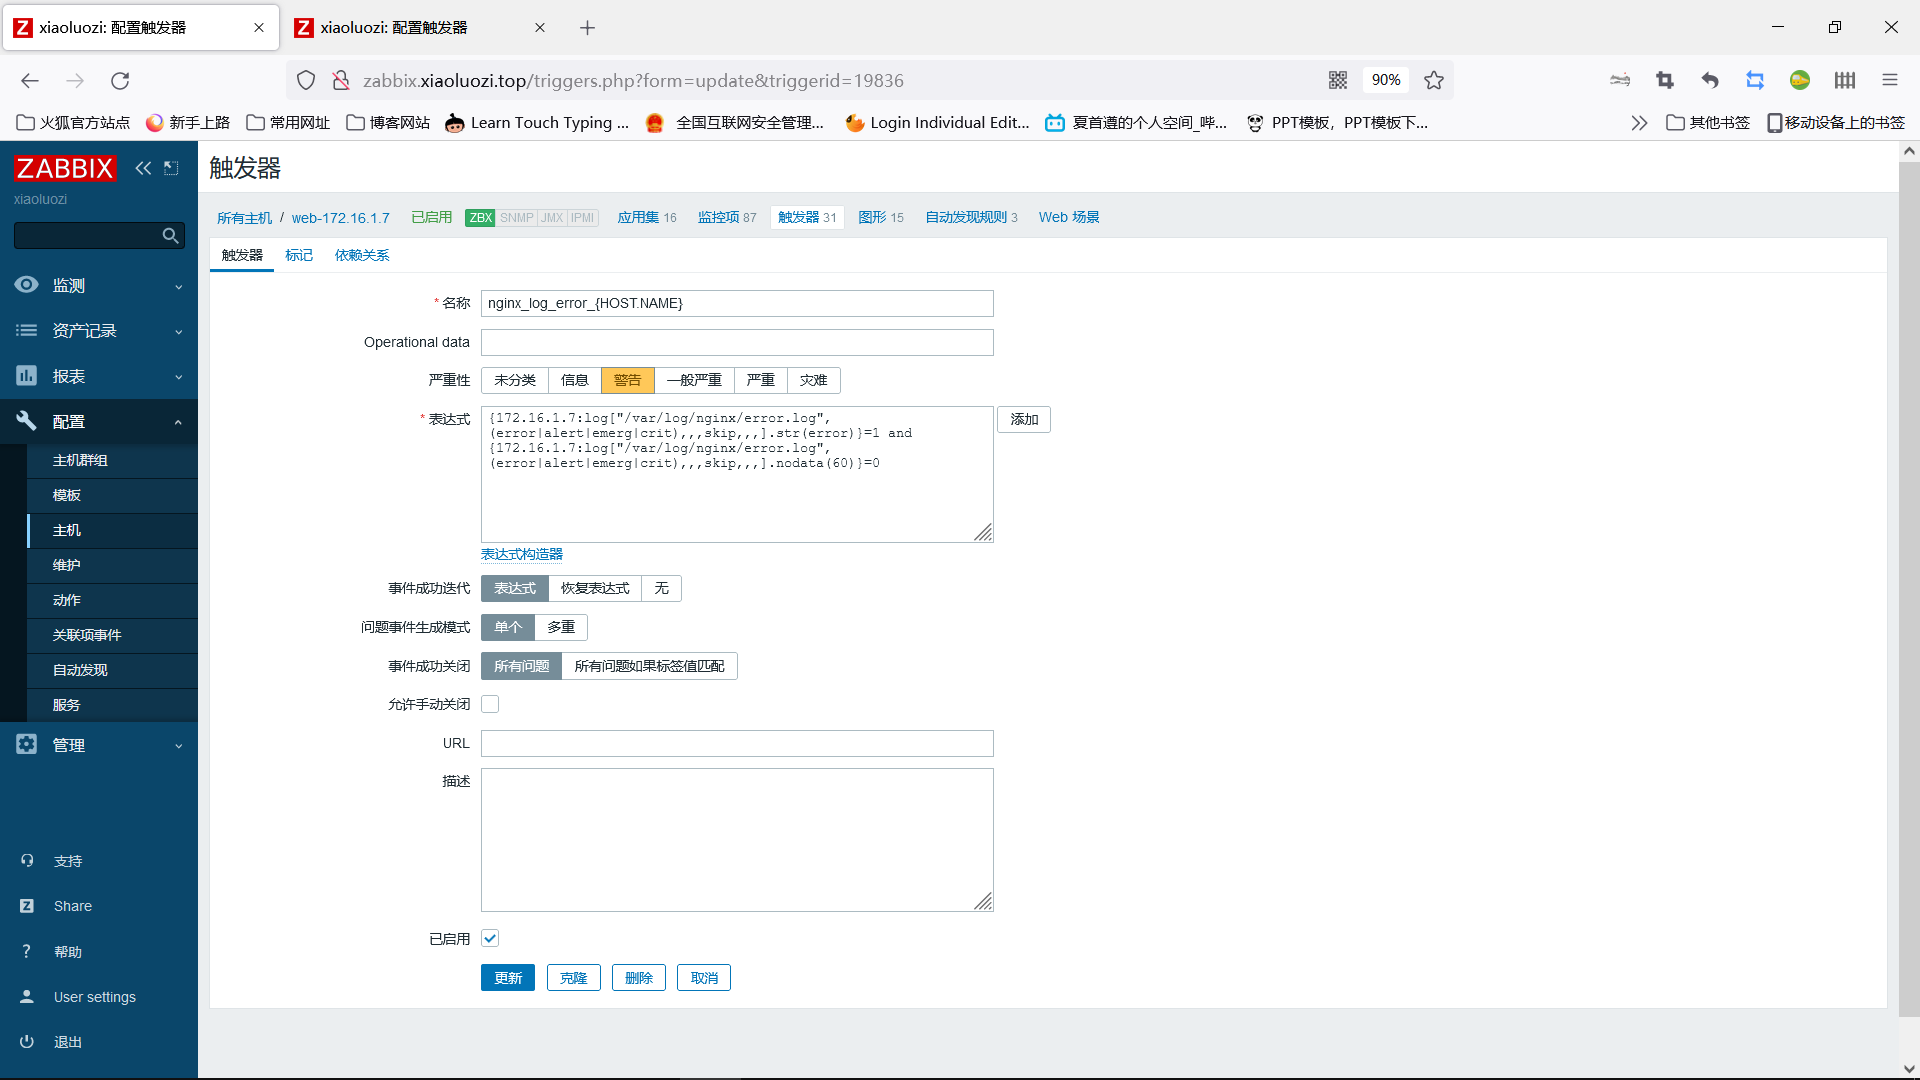 xiaoluozi: 配置触发器
xiaoluozi: 配置触发器
zabbix.xiaoluozi.top/triggers.php?form=update&triggerid=19836
90%
火狐官方站点
新手上路
常用网址
博客网站
Learn Touch Typing ...
全国互联网安全管理...
Login Individual Edit...
夏首遵的个人空间_哔...
PPT模板，PPT模板下...
其他书签
移动设备上的书签
ZABBIX
xiaoluozi
监测
资产记录
报表
配置
主机群组
模板
主机
维护
动作
关联项事件
自动发现
服务
管理
支持
Share
帮助
User settings
退出
触发器
所有主机 / web-172.16.1.7 已启用 ZBX SNMP JMX IPMI 应用集 16 监控项 87 触发器 31 图形 15 自动发现规则 3 Web 场景
触发器 标记 依赖关系
* 名称 nginx_log_error_{HOST.NAME}
Operational data
严重性 未分类 信息 警告 一般严重 严重 灾难
* 表达式 {172.16.1.7:log["/var/log/nginx/error.log", 添加
(error|alert|emerg|crit),,,skip,,,].str(error)}=1 and
{172.16.1.7:log["/var/log/nginx/error.log",
(error|alert|emerg|crit),,,skip,,,].nodata(60)}=0
表达式构造器
事件成功迭代 表达式 恢复表达式 无
问题事件生成模式 单个 多重
事件成功关闭 所有问题 所有问题如果标签值匹配
允许手动关闭
URL
描述
已启用
更新 克隆 删除 取消